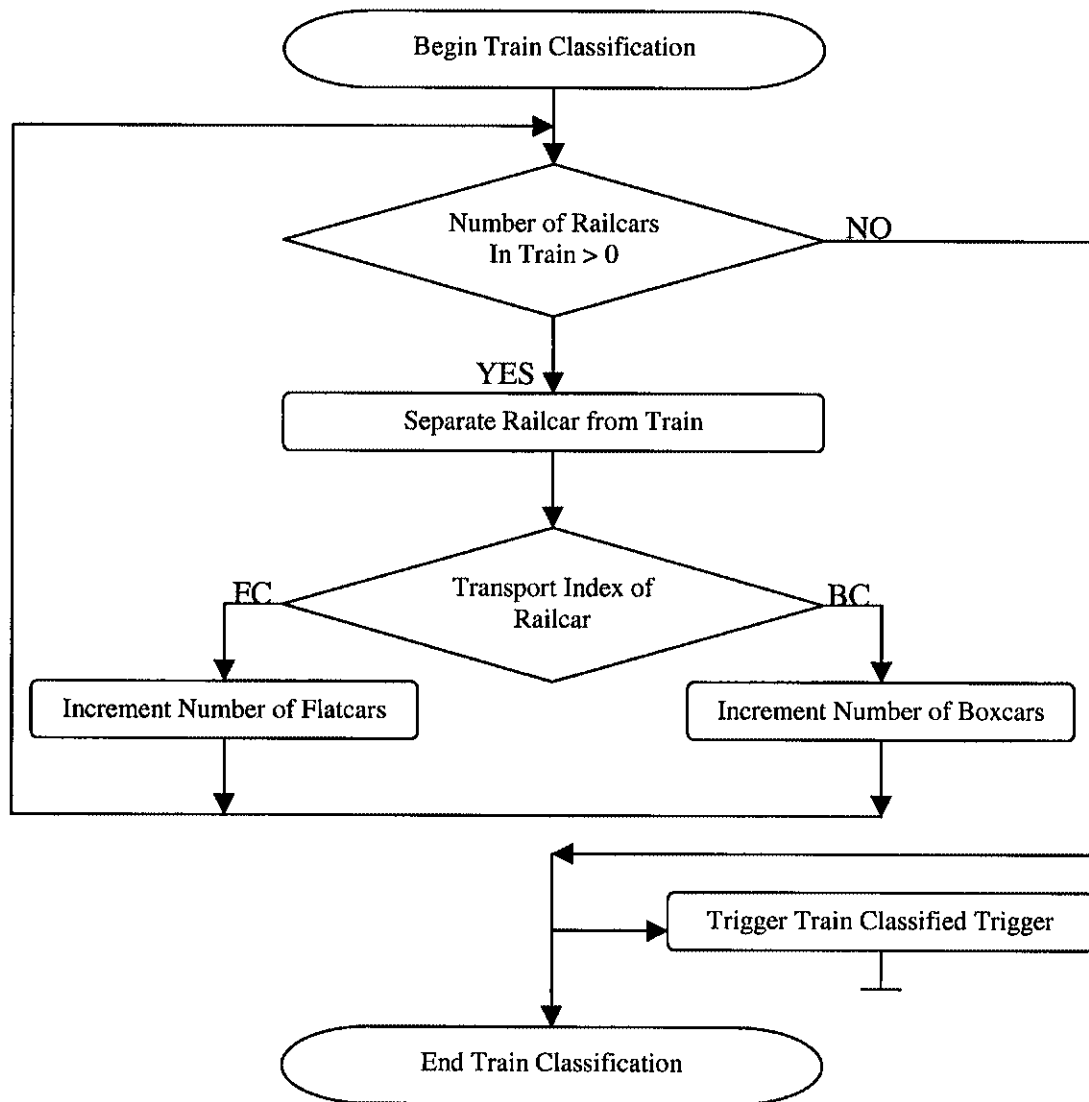 Begin Train Classification
Number of Railcars
In Train > 0
NO
YES
Separate Railcar from Train
Transport Index of
Railcar
FC
BC
Increment Number of Flatcars
Increment Number of Boxcars
Trigger Train Classified Trigger
End Train Classification